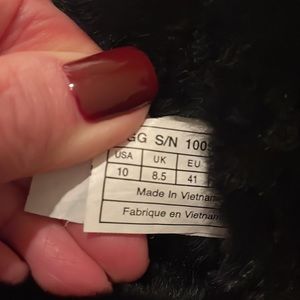 GG S/N 100
USA UK EU
10 8.5 41
Made In Vietnam
Fabrique en Vietnam